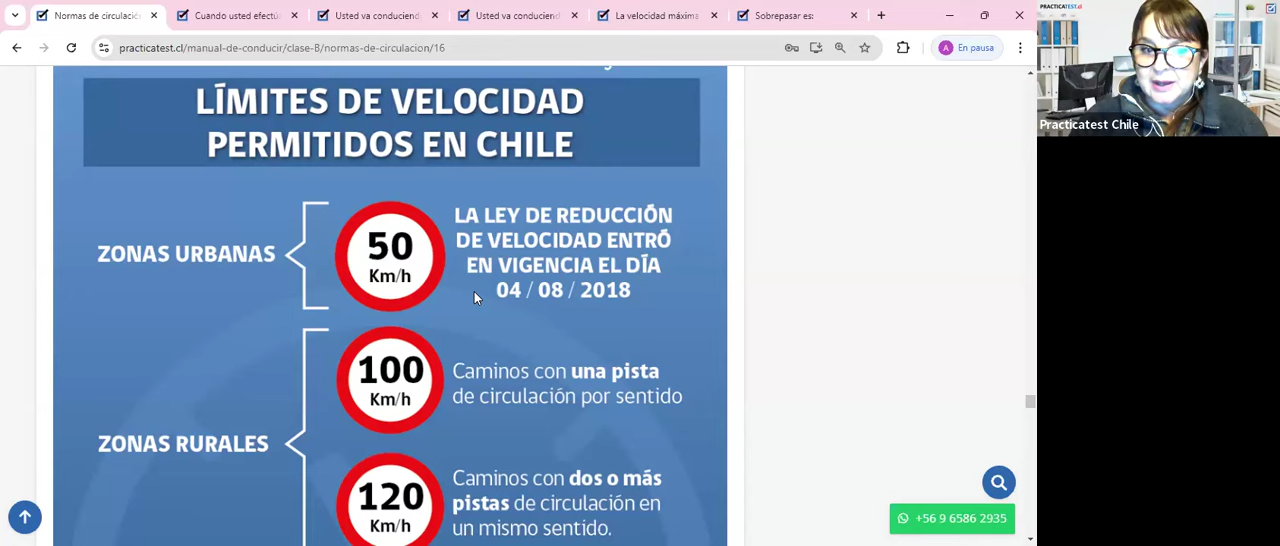 Normas de circulació
Cuando usted efectú
Usted va conduciend
Usted va conduciend
La velocidad máxima
Sobrepasar es:
practicatest.cl/manual-de-conducir/clase-B/normas-de-circulacion/16
A En pausa
LÍMITES DE VELOCIDAD
PERMITIDOS EN CHILE
ZONAS URBANAS
50
Km/h
LA LEY DE REDUCCIÓN
DE VELOCIDAD ENTRÓ
EN VIGENCIA EL DÍA
04 / 08 / 2018
ZONAS RURALES
100
Km/h
Caminos con una pista
de circulación por sentido
120
Km/h
Caminos con dos o más
pistas de circulación en
un mismo sentido.
+56 9 6586 2935
PRACTICATEST.CL
Practicatest Chile